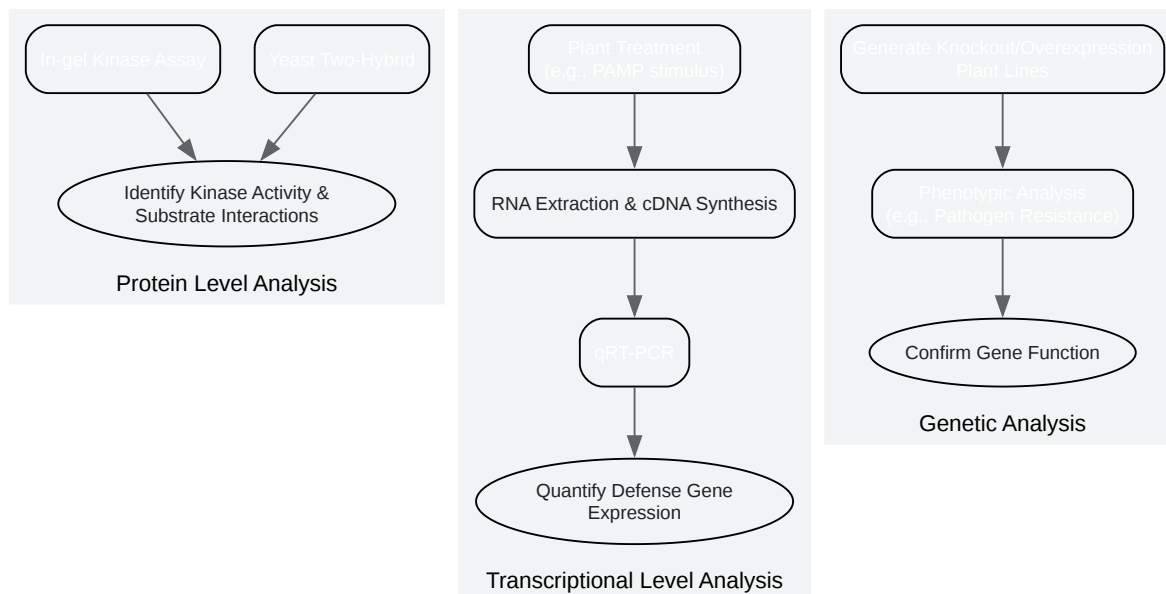 In-gel Kinase Assay
Yeast Two-Hybrid
Identify Kinase Activity &
Substrate Interactions
Protein Level Analysis
Plant Treatment
(e.g., PAMP stimulus)
RNA Extraction & cDNA Synthesis
qRT-PCR
Quantify Defense Gene
Expression
Transcriptional Level Analysis
Generate Knockout/Overexpression
Plant Lines
Phenotypic Analysis
(e.g., Pathogen Resistance)
Confirm Gene Function
Genetic Analysis